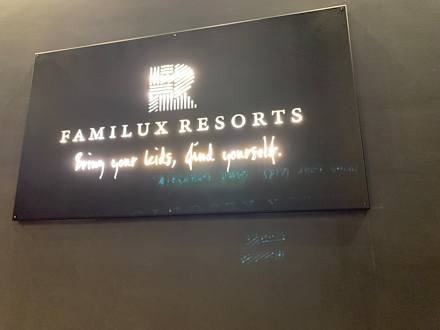 FAMILUX RESORTS
Bring your kids, find yourself.